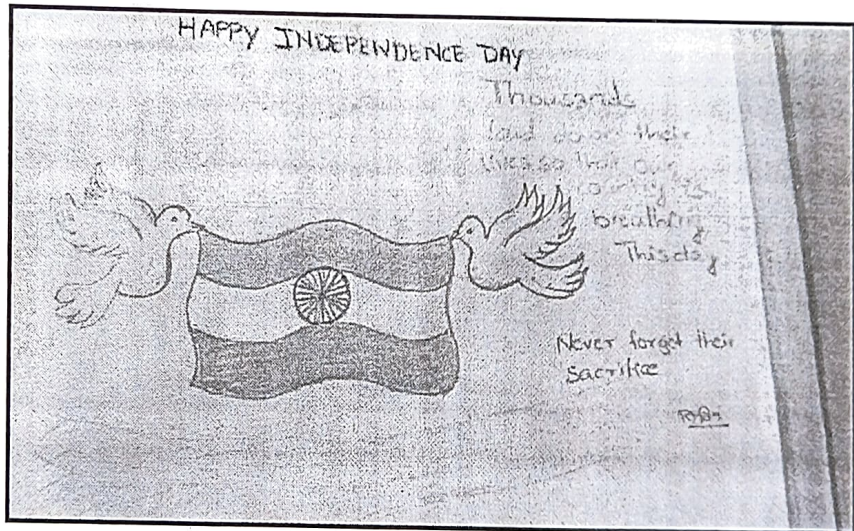 HAPPY INDEPENDENCE DAY
Thousands
laid down their
lives so that our
country is
breathing
This day
Never forget their
sacrifice